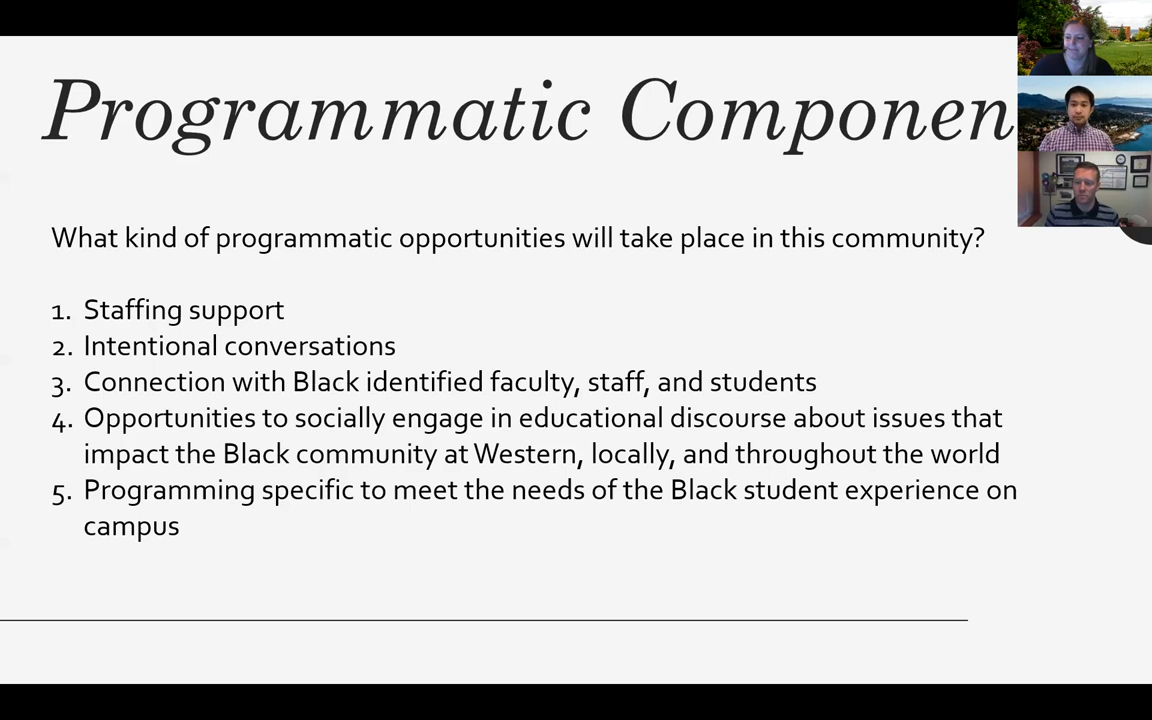 Programmatic Componen
What kind of programmatic opportunities will take place in this community?
1. Staffing support
2. Intentional conversations
3. Connection with Black identified faculty, staff, and students
4. Opportunities to socially engage in educational discourse about issues that
impact the Black community at Western, locally, and throughout the world
5. Programming specific to meet the needs of the Black student experience on
campus